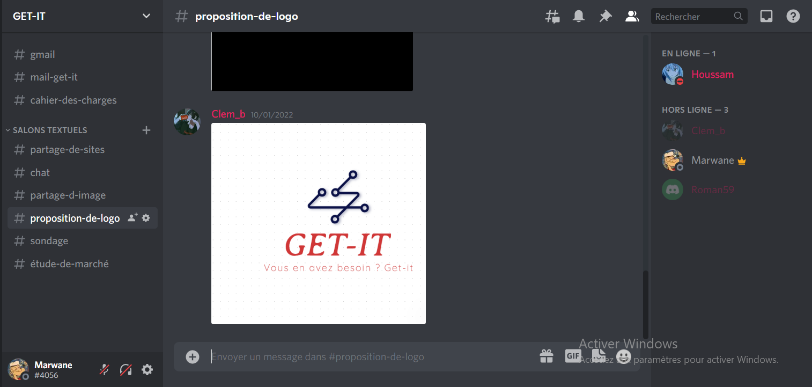 GET-IT
proposition-de-logo
Rechercher
gmail
mail-get-it
cahier-des-charges
SALONS TEXTUELS
partage-de-sites
chat
partage-d-image
proposition-de-logo
sondage
étude-de-marché
Marwane
#4056
Clem_b 10/01/2022
GET-IT
Vous en avez besoin ? Get-it
Envoyer un message dans #proposition-de-logo
GIF
EN LIGNE — 1
Houssam
HORS LIGNE — 3
Clem_b
Marwane
Activer Windows
paramètres pour activer Windows.